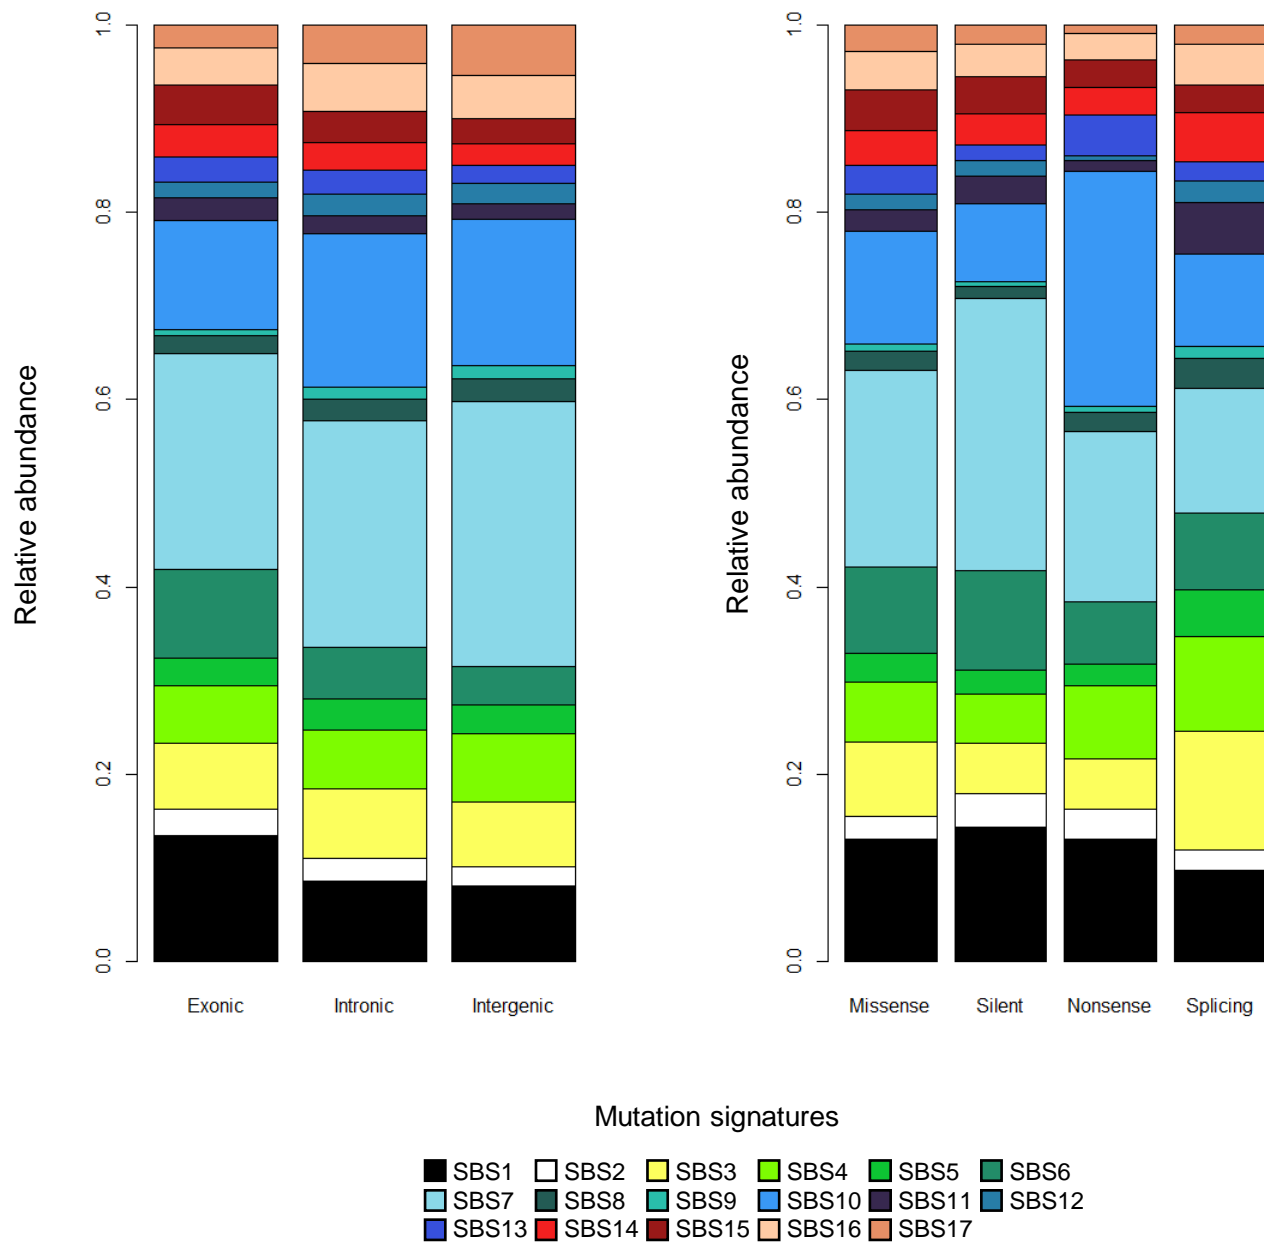 Relative abundance
1.0
0.8
0.6
0.4
0.2
0.0
Exonic Intronic Intergenic
Relative abundance
1.0
0.8
0.6
0.4
0.2
0.0
Missense Silent Nonsense Splicing
Mutation signatures
SBS1 SBS2 SBS3 SBS4 SBS5 SBS6
SBS7 SBS8 SBS9 SBS10 SBS11 SBS12
SBS13 SBS14 SBS15 SBS16 SBS17